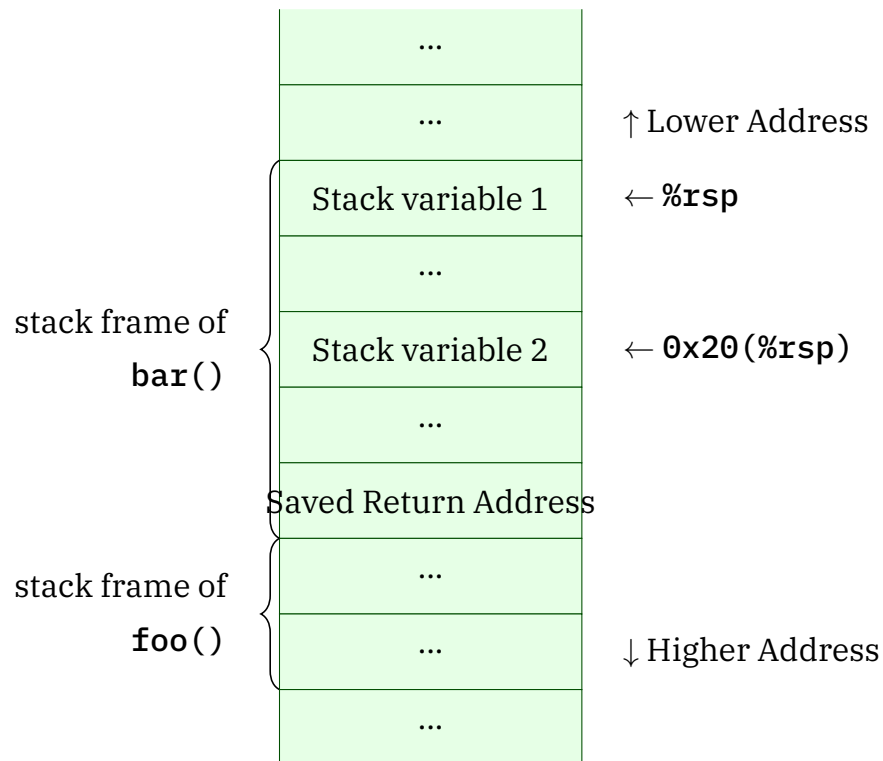 ...
...
↑ Lower Address
Stack variable 1
← %rsp
...
stack frame of
bar()
Stack variable 2
← 0x20(%rsp)
...
Saved Return Address
...
stack frame of
foo()
...
↓ Higher Address
...